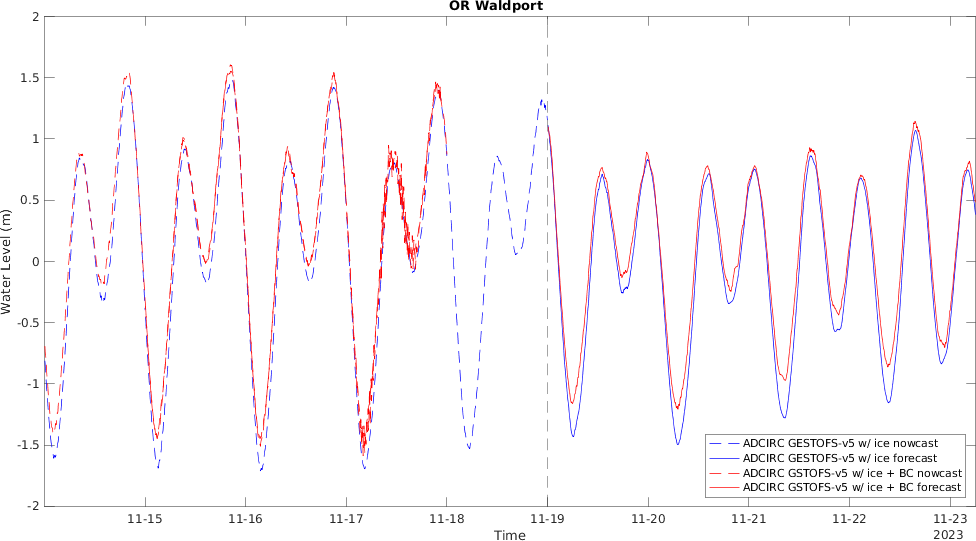 OR Waldport
2
1.5
1
0.5
0
-0.5
-1
-1.5
-2
Water Level (m)
11-15
11-16
11-17
11-18
11-19
11-20
11-21
11-22
11-23
2023
Time
ADCIRC GESTOFS-v5 w/ ice nowcast
ADCIRC GESTOFS-v5 w/ ice forecast
ADCIRC GSTOFS-v5 w/ ice + BC nowcast
ADCIRC GSTOFS-v5 w/ ice + BC forecast